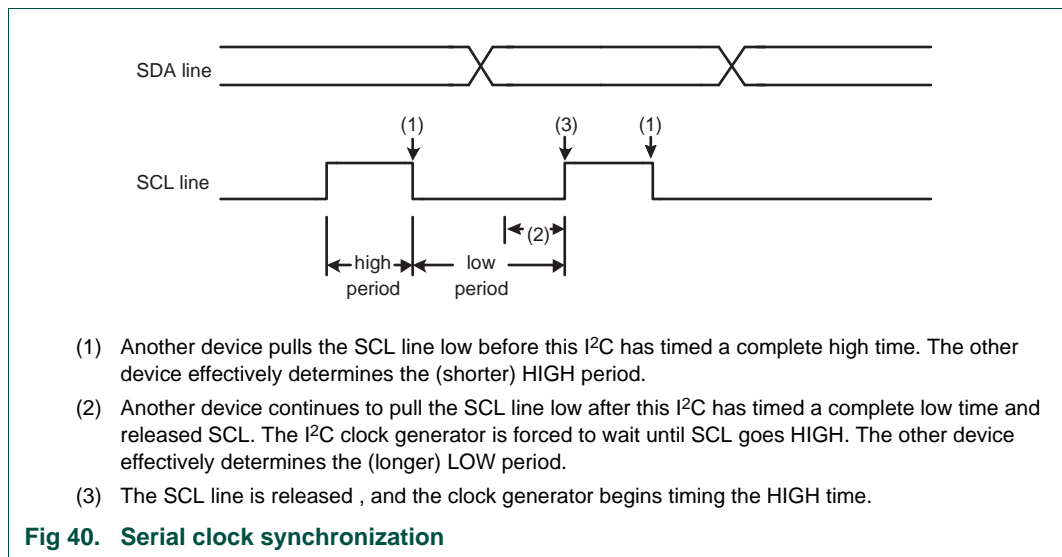 SDA line
(1)
(3)
(1)
SCL line
(2)
high
period
low
period
(1) Another device pulls the SCL line low before this I²C has timed a complete high time. The other
device effectively determines the (shorter) HIGH period.
(2) Another device continues to pull the SCL line low after this I²C has timed a complete low time and
released SCL. The I²C clock generator is forced to wait until SCL goes HIGH. The other device
effectively determines the (longer) LOW period.
(3) The SCL line is released , and the clock generator begins timing the HIGH time.
Fig 40. Serial clock synchronization